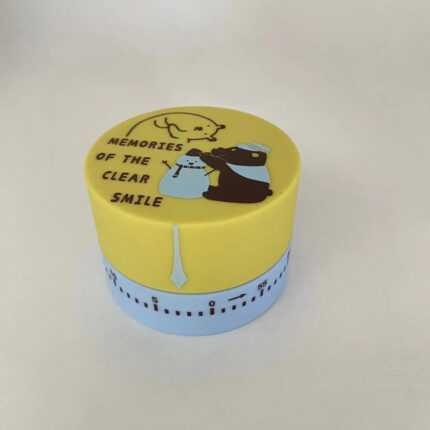 MEMORIES
OF THE
CLEAR
SMILE
5 0 → 55